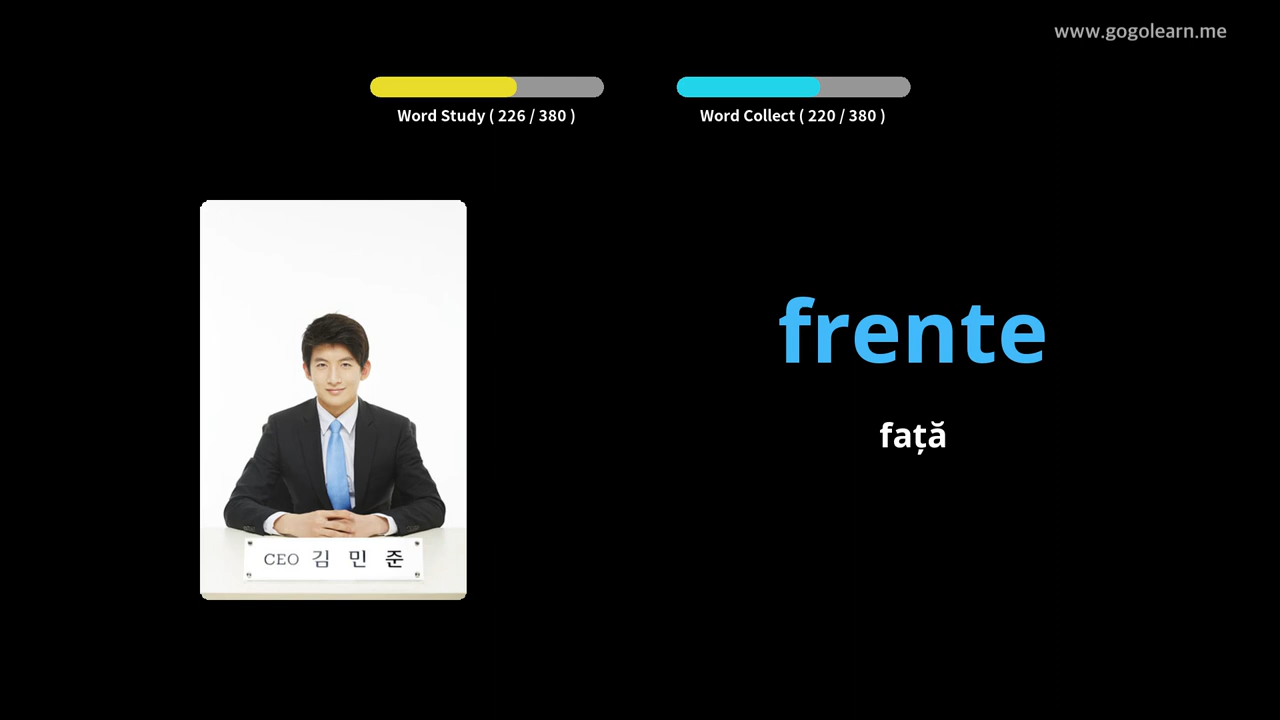 www.gogolearn.me
Word Study ( 226 / 380 )
Word Collect ( 220 / 380 )
frente
față
CEO 김 민 준